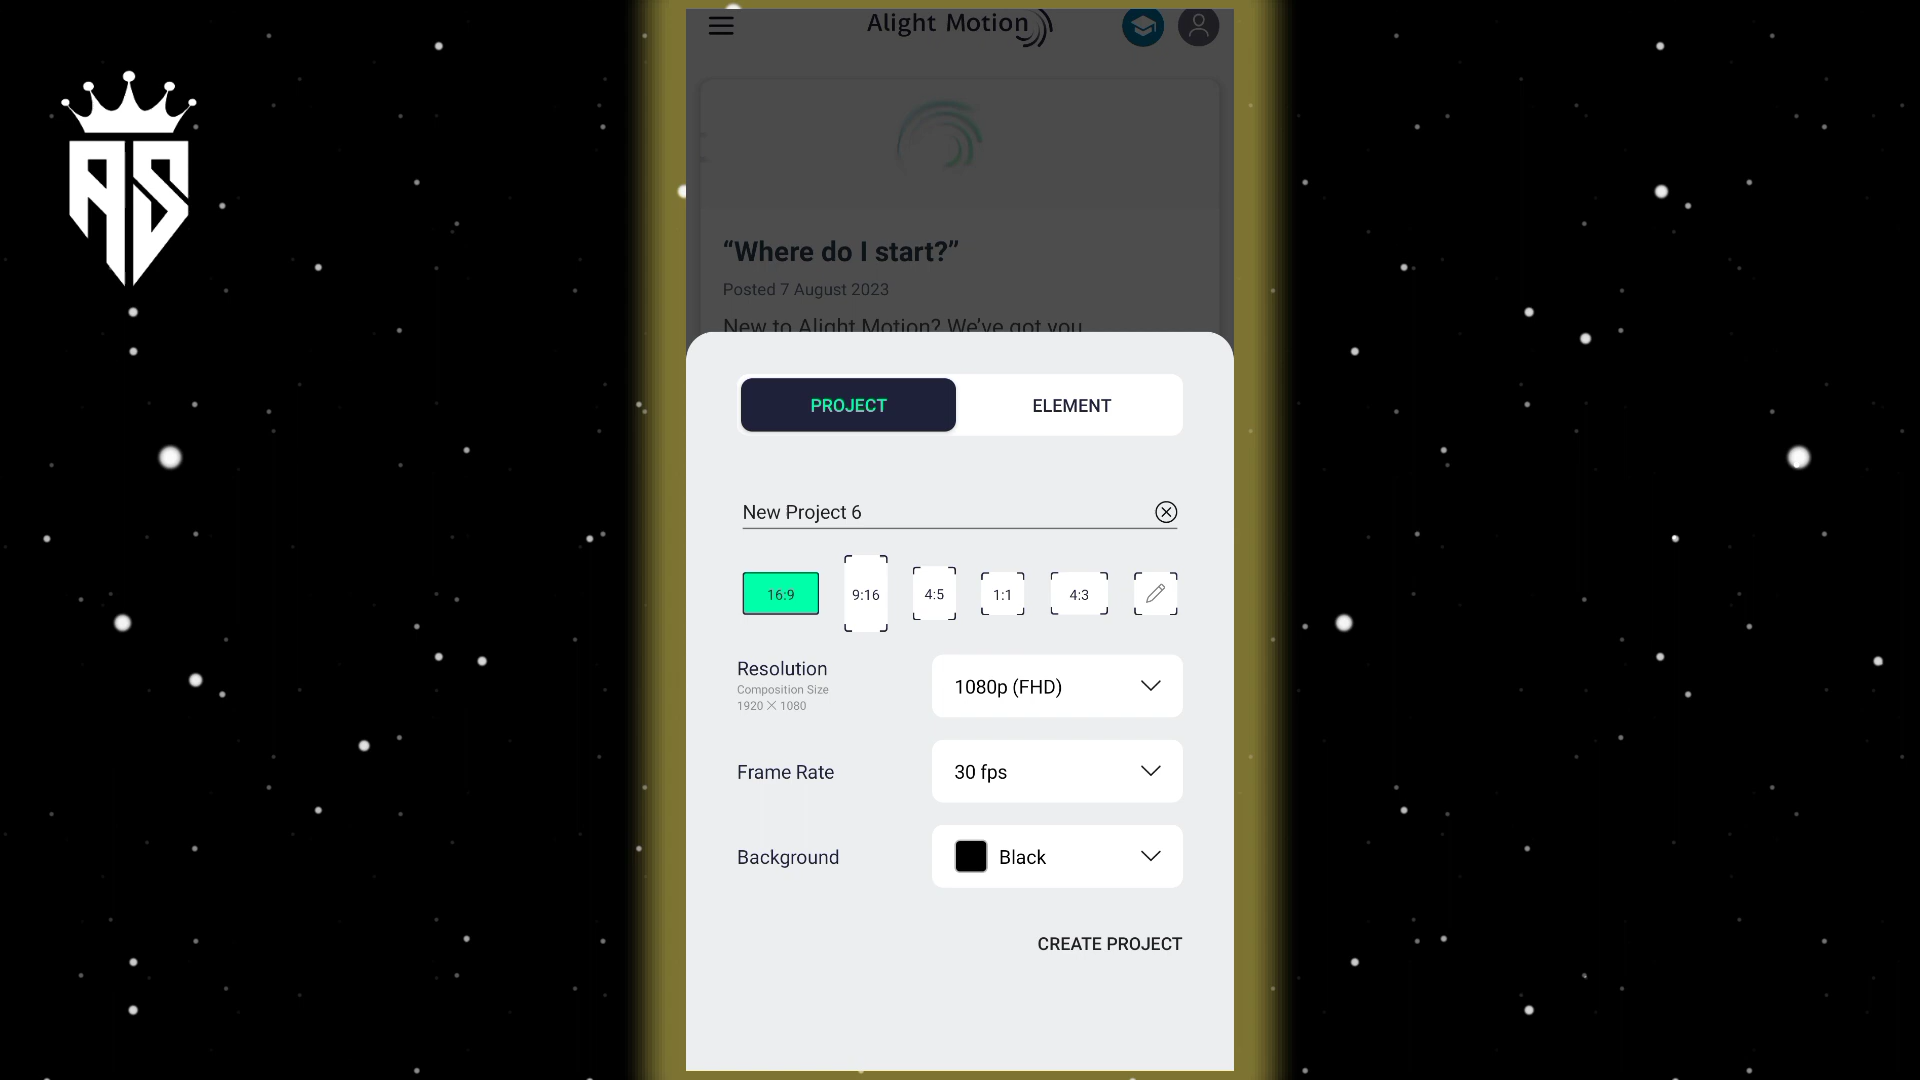 AS
Alight Motion
“Where do I start?”
Posted 7 August 2023
New to Alight Motion? We’ve got you
PROJECT
ELEMENT
New Project 6
16:9
9:16
4:5
1:1
4:3
Resolution
Composition Size
1920 × 1080
1080p (FHD)
Frame Rate
30 fps
Background
Black
CREATE PROJECT